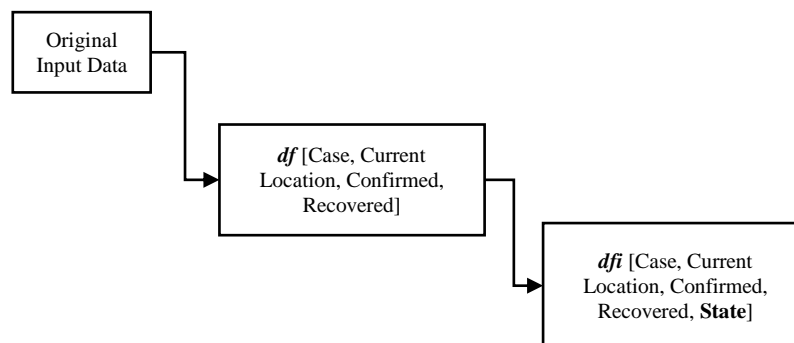 Original
Input Data
df [Case, Current
Location, Confirmed,
Recovered]
dfi [Case, Current
Location, Confirmed,
Recovered, State]